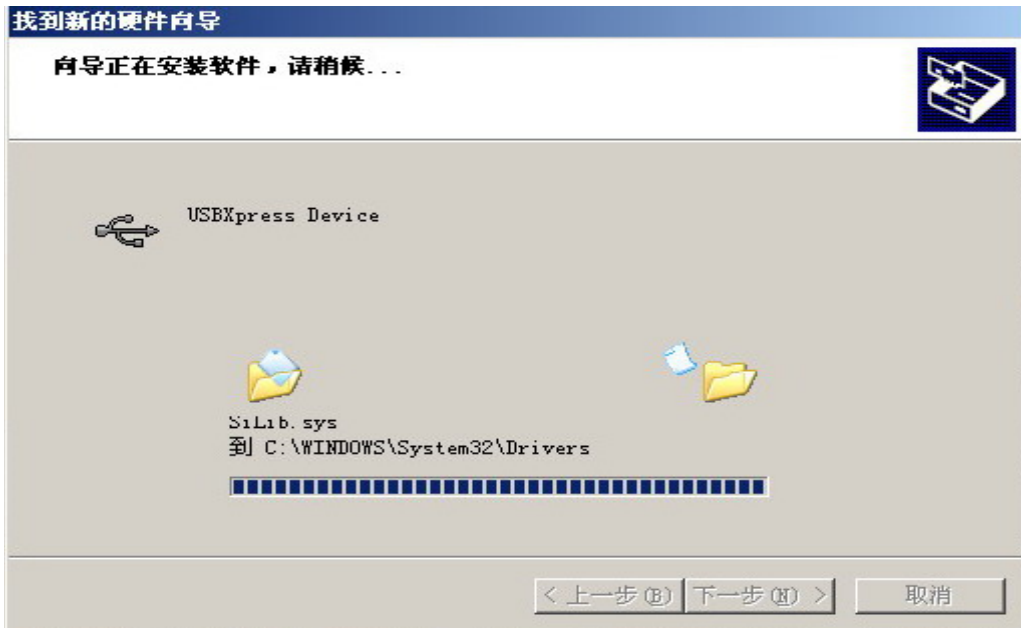 找到新的硬件向导
向导正在安装软件，请稍候...
USBXpress Device
SiLib.sys
到 C:\WINDOWS\System32\Drivers
< 上一步(B)
下一步(N) >
取消